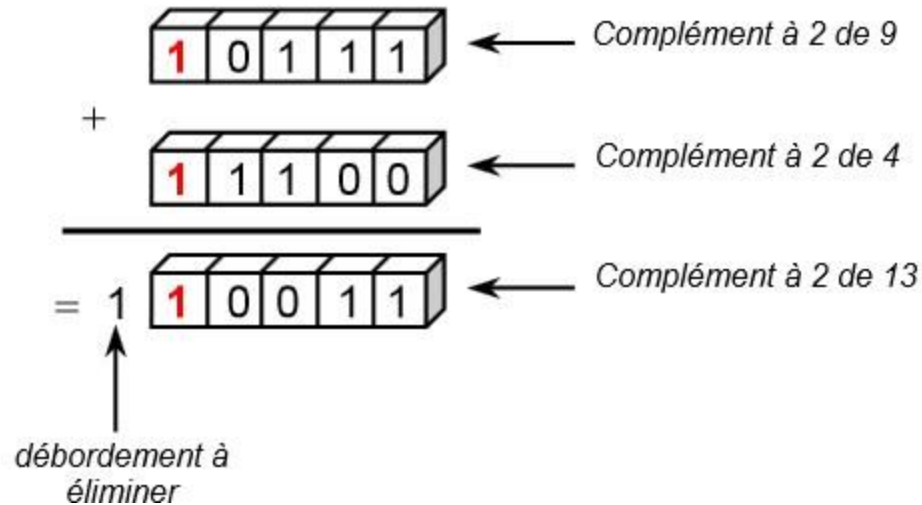 1 0 1 1 1 Complément à 2 de 9
+
1 1 1 0 0 Complément à 2 de 4
= 1 1 0 0 1 1 Complément à 2 de 13
débordement à
éliminer